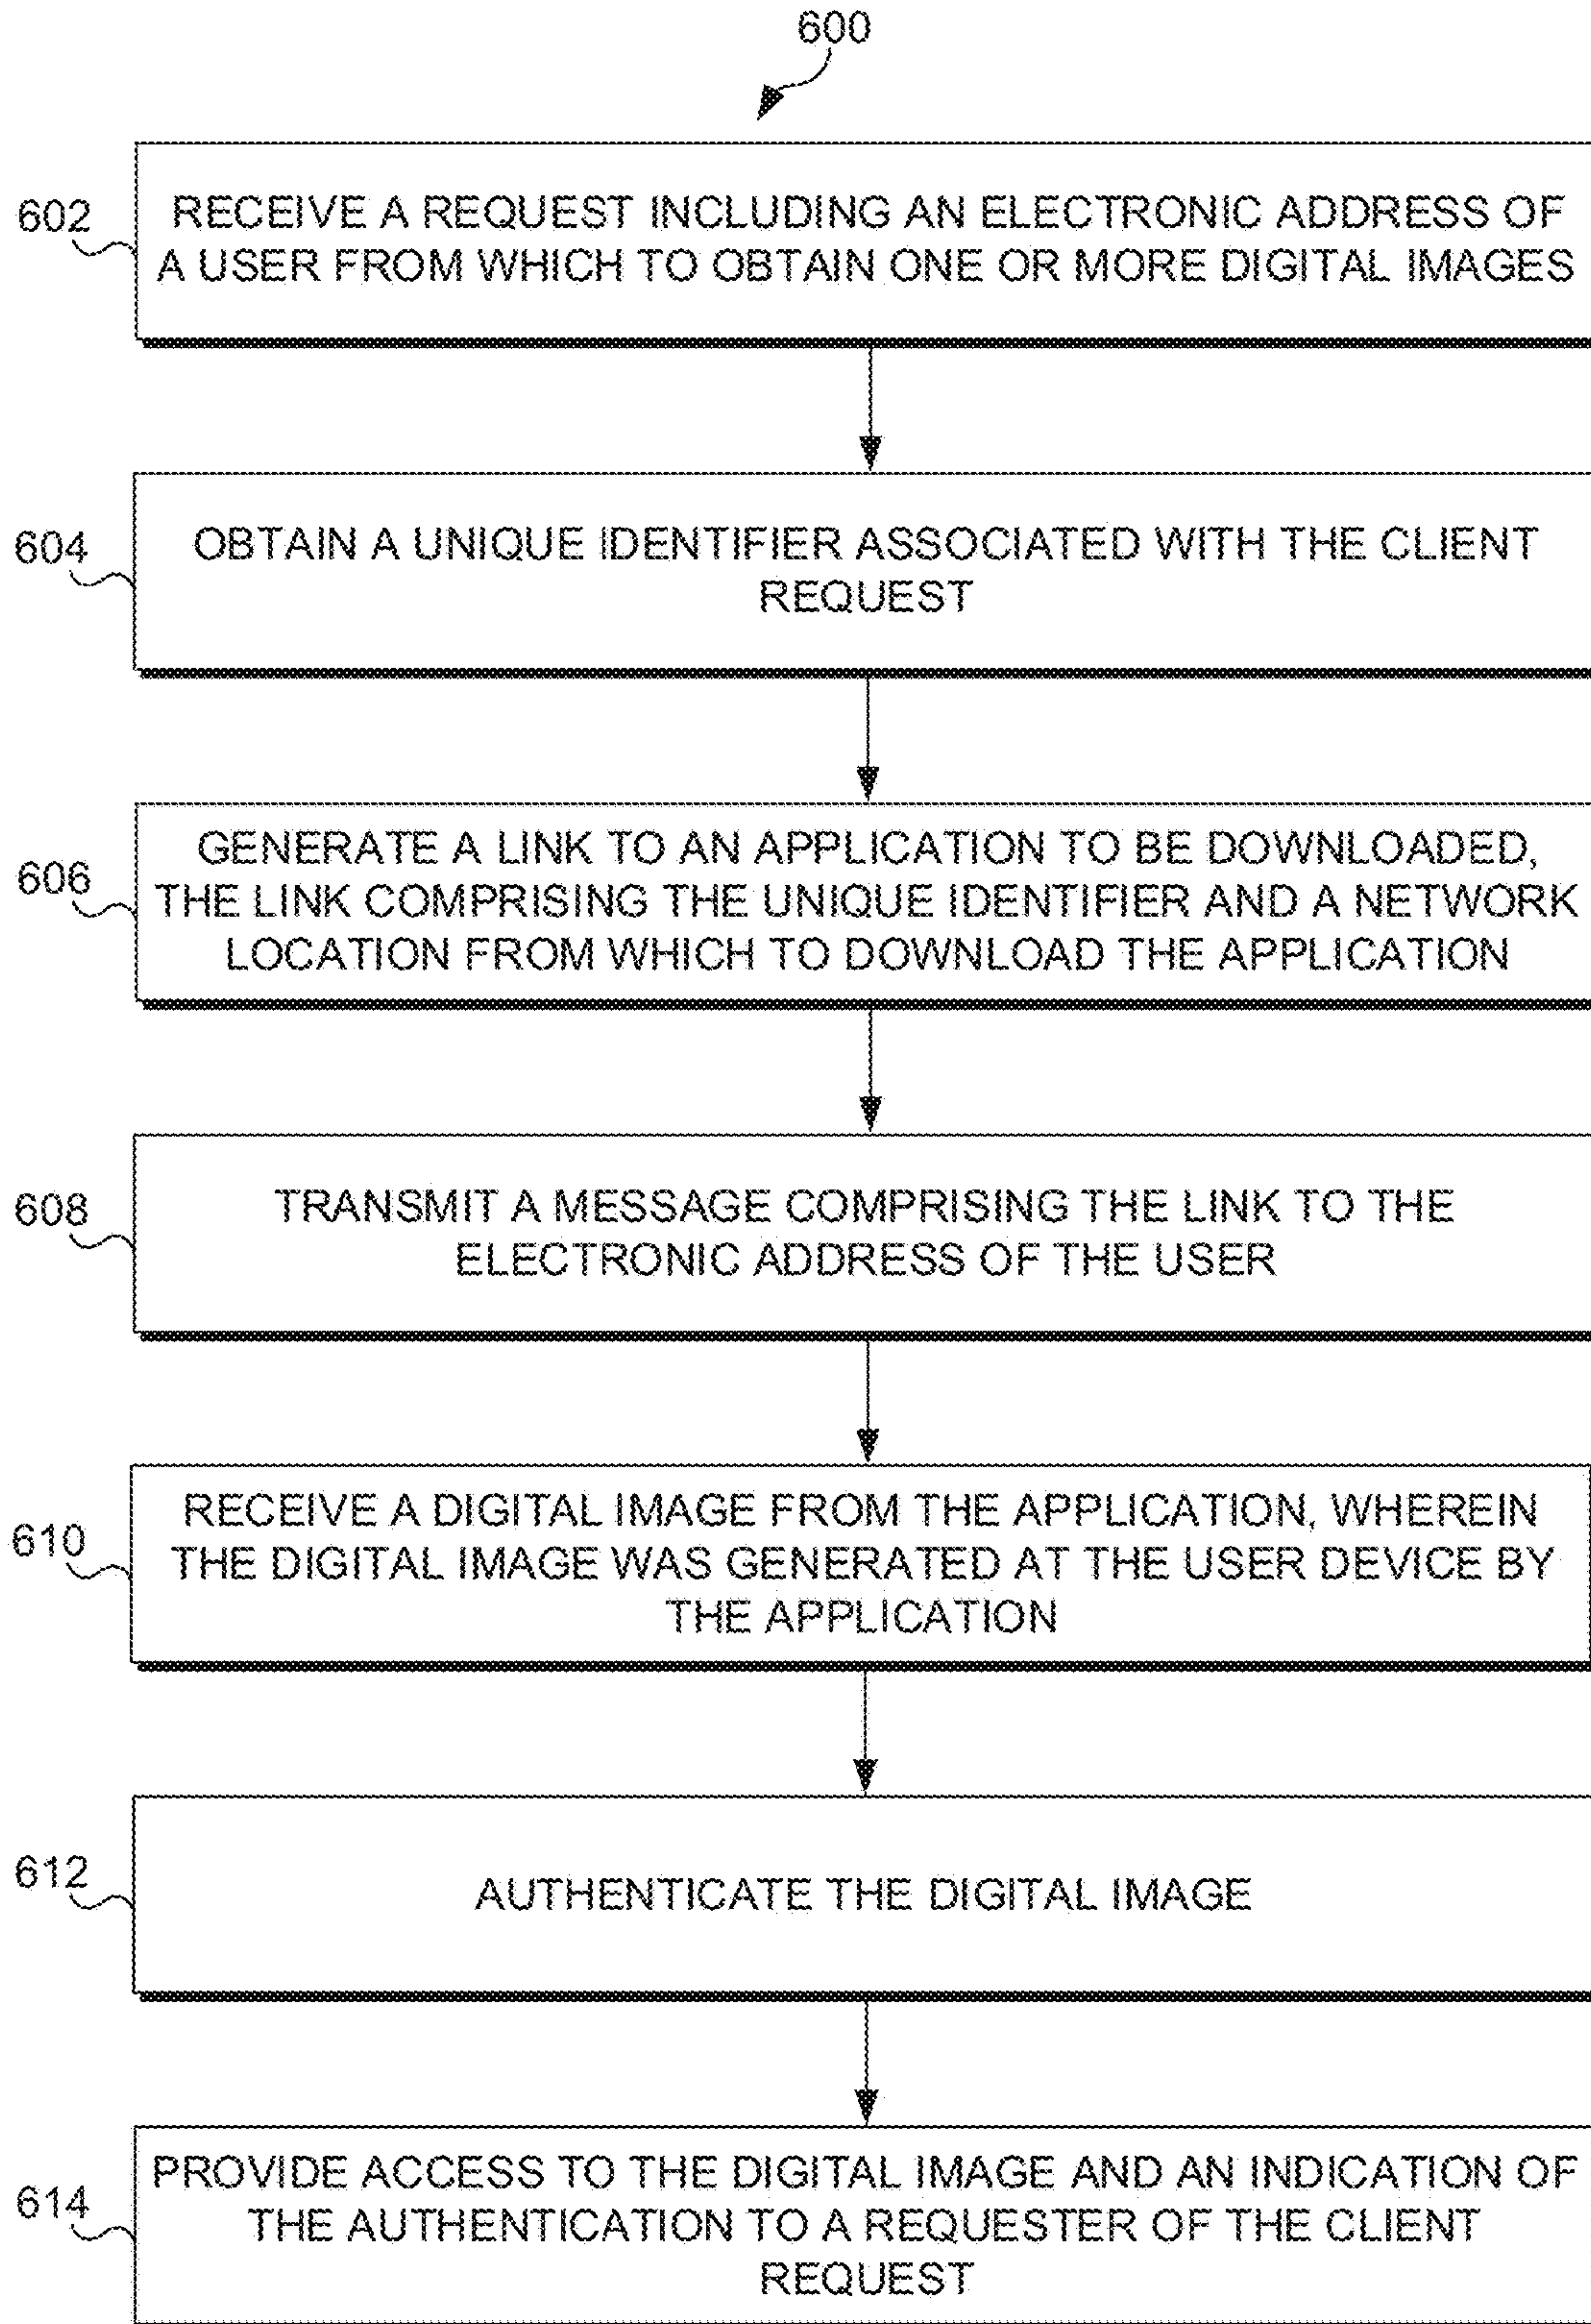 600
602
RECEIVE A REQUEST INCLUDING AN ELECTRONIC ADDRESS OF
A USER FROM WHICH TO OBTAIN ONE OR MORE DIGITAL IMAGES
604
OBTAIN A UNIQUE IDENTIFIER ASSOCIATED WITH THE CLIENT
REQUEST
606
GENERATE A LINK TO AN APPLICATION TO BE DOWNLOADED,
THE LINK COMPRISING THE UNIQUE IDENTIFIER AND A NETWORK
LOCATION FROM WHICH TO DOWNLOAD THE APPLICATION
608
TRANSMIT A MESSAGE COMPRISING THE LINK TO THE
ELECTRONIC ADDRESS OF THE USER
610
RECEIVE A DIGITAL IMAGE FROM THE APPLICATION, WHEREIN
THE DIGITAL IMAGE WAS GENERATED AT THE USER DEVICE BY
THE APPLICATION
612
AUTHENTICATE THE DIGITAL IMAGE
614
PROVIDE ACCESS TO THE DIGITAL IMAGE AND AN INDICATION OF
THE AUTHENTICATION TO A REQUESTER OF THE CLIENT
REQUEST